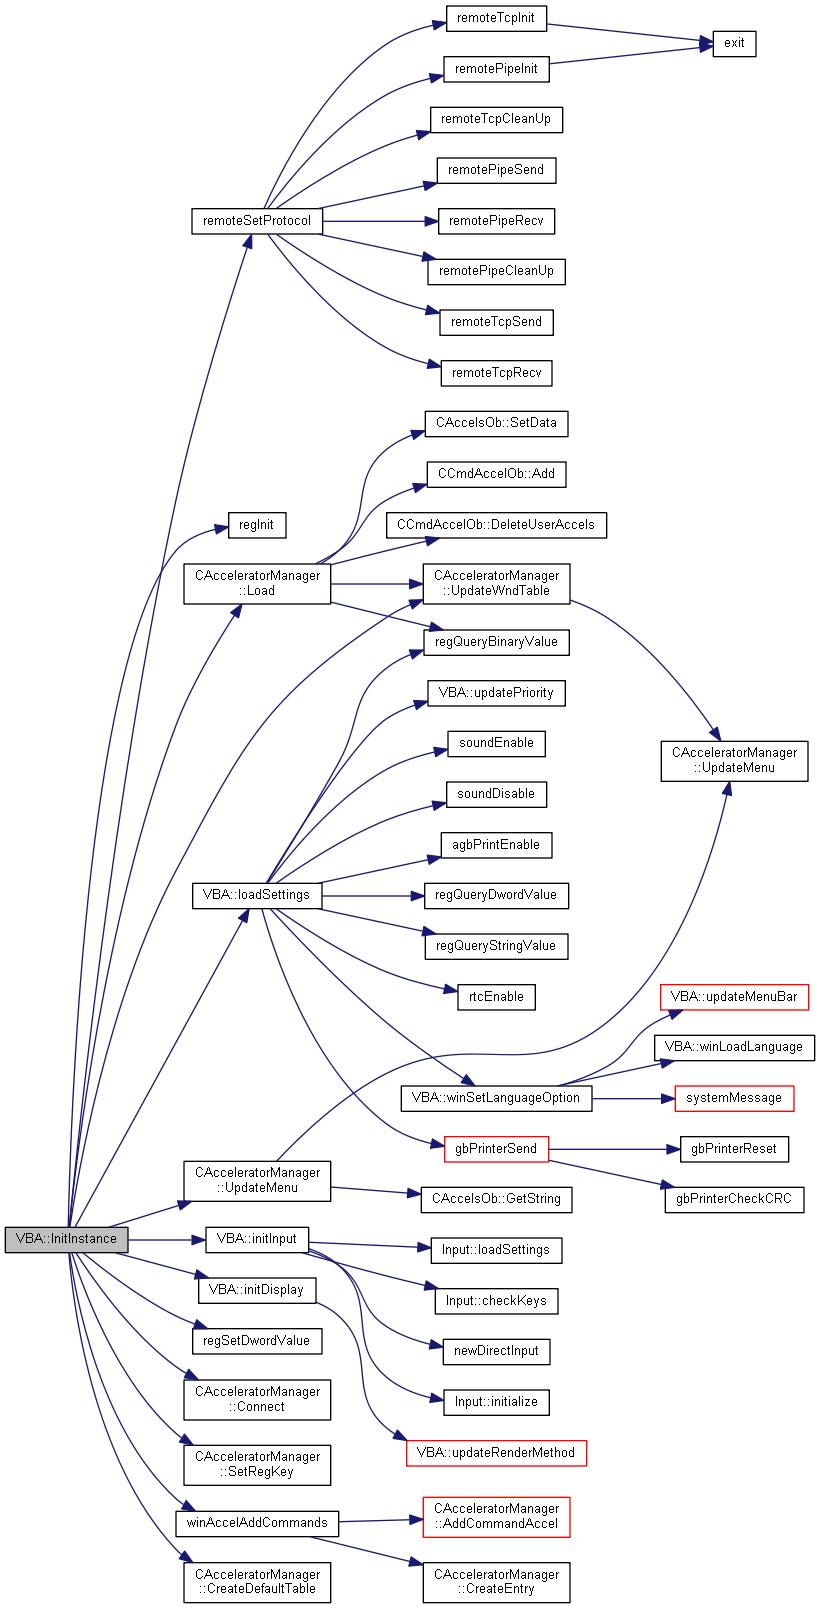 remoteTcpInit
exit
remotePipeInit
remoteTcpCleanUp
remotePipeSend
remoteSetProtocol
remotePipeRecv
remotePipeCleanUp
remoteTcpSend
remoteTcpRecv
CAccelsOb::SetData
CCmdAccelOb::Add
regInit
CCmdAccelOb::DeleteUserAccels
CAcceleratorManager
::Load
CAcceleratorManager
::UpdateWndTable
regQueryBinaryValue
VBA::updatePriority
soundEnable
CAcceleratorManager
::UpdateMenu
soundDisable
agbPrintEnable
VBA::loadSettings
regQueryDwordValue
regQueryStringValue
rtcEnable
VBA::updateMenuBar
VBA::winLoadLanguage
VBA::winSetLanguageOption
systemMessage
gbPrinterSend
gbPrinterReset
CAcceleratorManager
::UpdateMenu
CAccelsOb::GetString
gbPrinterCheckCRC
VBA::InitInstance
VBA::initInput
Input::loadSettings
VBA::initDisplay
Input::checkKeys
regSetDwordValue
newDirectInput
CAcceleratorManager
::Connect
Input::initialize
CAcceleratorManager
::SetRegKey
VBA::updateRenderMethod
winAccelAddCommands
CAcceleratorManager
::AddCommandAccel
CAcceleratorManager
::CreateDefaultTable
CAcceleratorManager
::CreateEntry